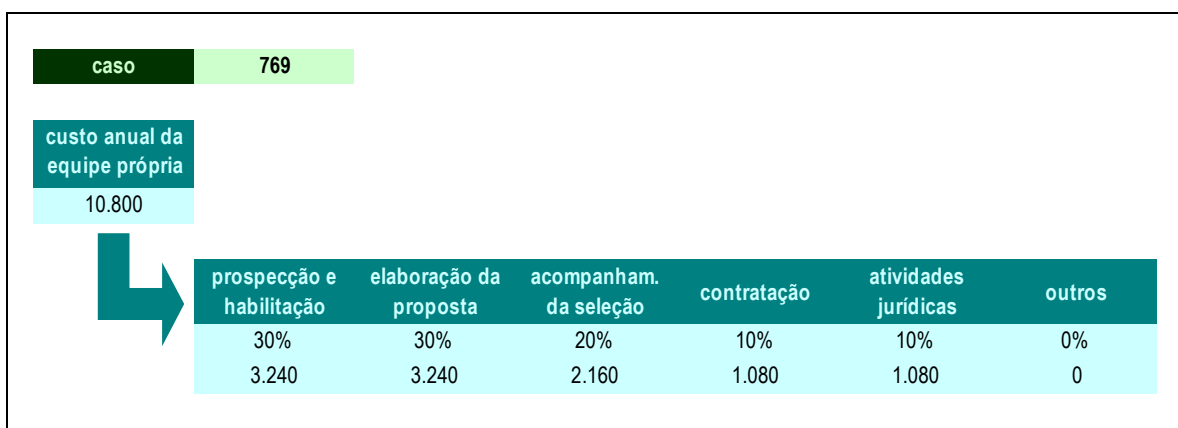 caso 769
custo anual da
equipe própria
10.800
prospecção e habilitação elaboração da proposta acompanham. da seleção contratação atividades jurídicas outros
30% 30% 20% 10% 10% 0%
3.240 3.240 2.160 1.080 1.080 0